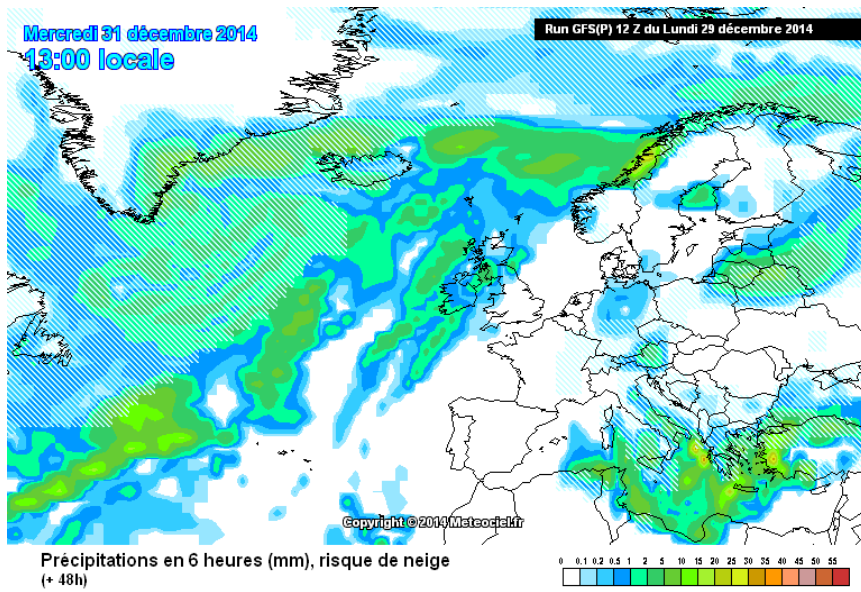 Mercredi 31 décembre 2014
13:00 locale
Run GFS(P) 12 Z du Lundi 29 décembre 2014
Copyright © 2014 Meteociel.fr
Précipitations en 6 heures (mm), risque de neige
(+ 48h)
0 0.1 0.2 0.5 1 2 5 10 15 20 25 30 35 40 45 50 55